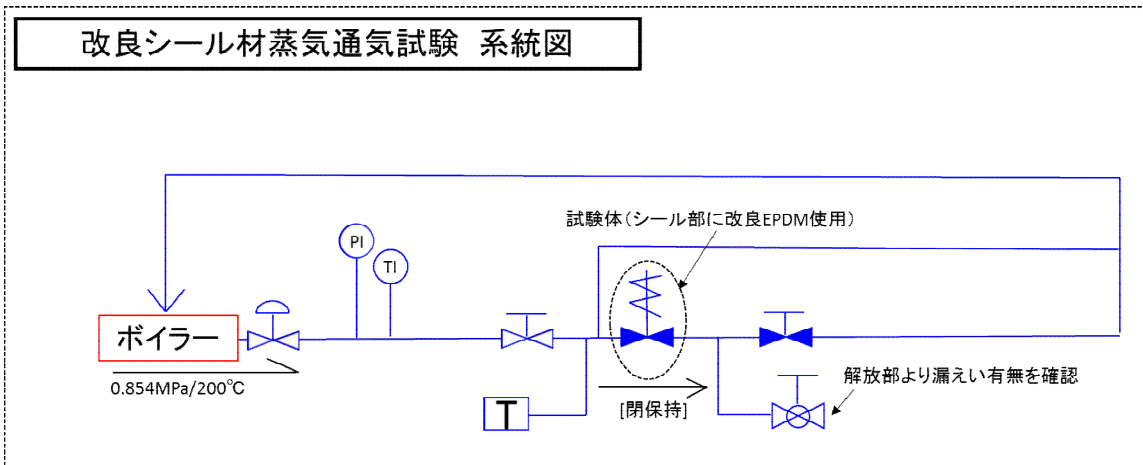 改良シール材蒸気通気試験 系統図
試験体（シール部に改良EPDM使用）
PI
TI
ボイラー
0.854MPa/200℃
[閉保持]
解放部より漏えい有無を確認
T